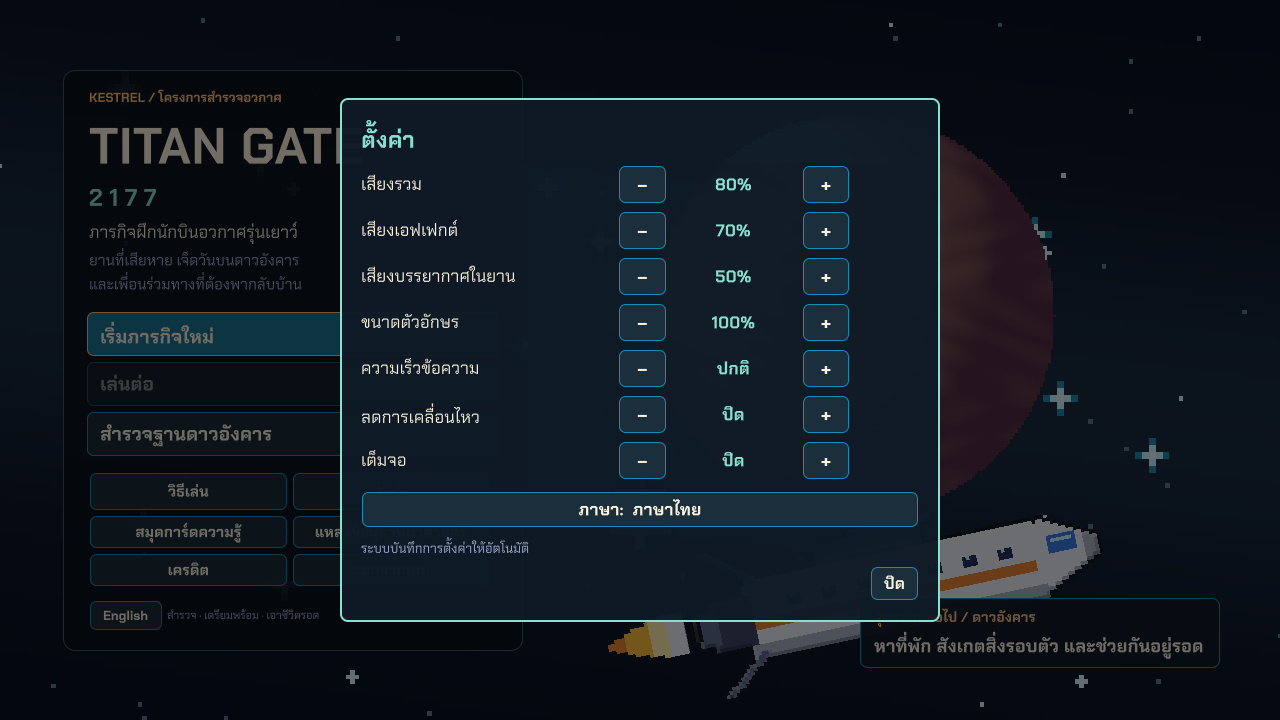 KESTREL / โครงการสำรวจอวกาศ
TITAN GATE
2177
ภารกิจฝึกนักบินอวกาศรุ่นเยาว์
ยานที่เสียหาย เจ็ดวันบนดาวอังคาร
และเพื่อนร่วมทางที่ต้องพากลับบ้าน
เริ่มภารกิจใหม่
เล่นต่อ
สำรวจฐานดาวอังคาร
วิธีเล่น
สมุดการ์ดความรู้
เครดิต
English สำรวจ · เตรียมพร้อม · เอาชีวิตรอด
ตั้งค่า
เสียงรวม – 80% +
เสียงเอฟเฟกต์ – 70% +
เสียงบรรยากาศในยาน – 50% +
ขนาดตัวอักษร – 100% +
ความเร็วข้อความ – ปกติ +
ลดการเคลื่อนไหว – ปิด +
เต็มจอ – ปิด +
ภาษา: ภาษาไทย
ระบบบันทึกการตั้งค่าให้อัตโนมัติ
ปิด
/ ดาวอังคาร
หาที่พัก สังเกตสิ่งรอบตัว และช่วยกันอยู่รอด